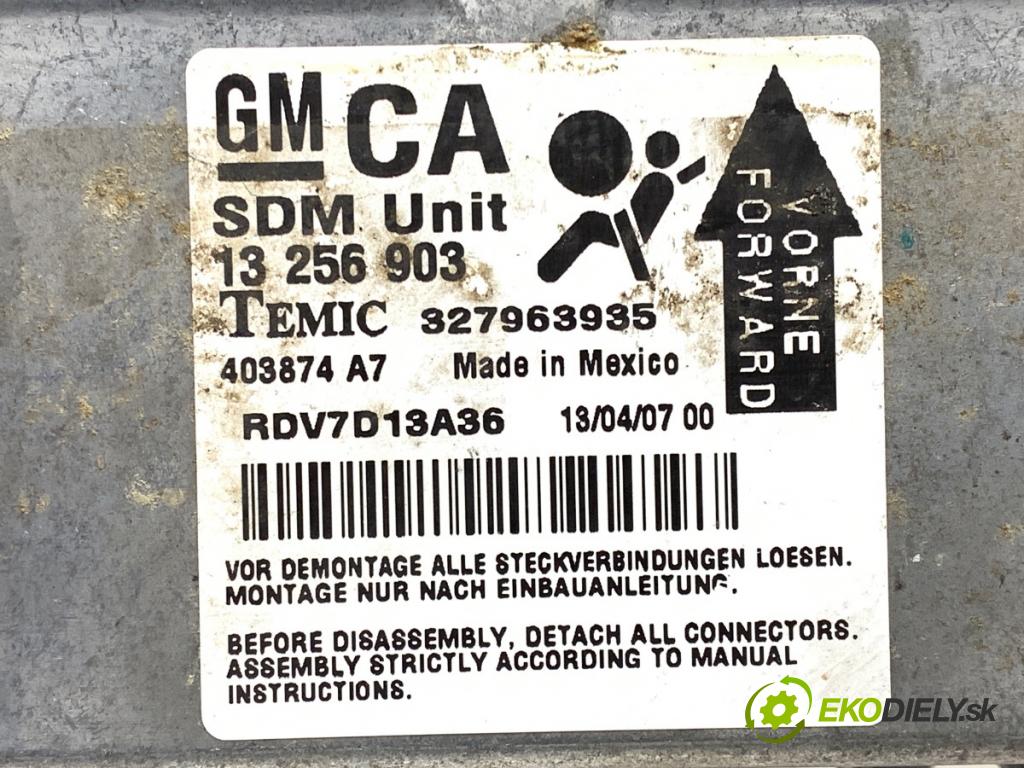 GM CA
SDM Unit
13 256 903
TEMIC 327963935
403874 A7 Made in Mexico
RDV7D13A36 13/04/07 00
VORNE
FORWARD
VOR DEMONTAGE ALLE STECKVERBINDUNGEN LOESEN.
MONTAGE NUR NACH EINBAUANLEITUNG.
BEFORE DISASSEMBLY, DETACH ALL CONNECTORS.
ASSEMBLY STRICTLY ACCORDING TO MANUAL
INSTRUCTIONS.
EKODIELY.sk